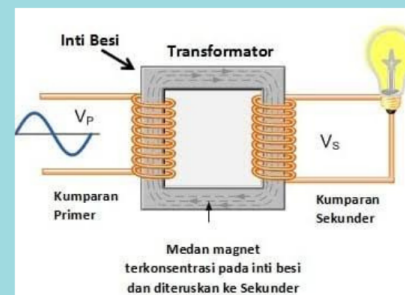 Inti Besi
Transformator
VP
VS
Kumparan
Primer
Kumparan
Sekunder
Medan magnet
terkonsentrasi pada inti besi
dan diteruskan ke Sekunder